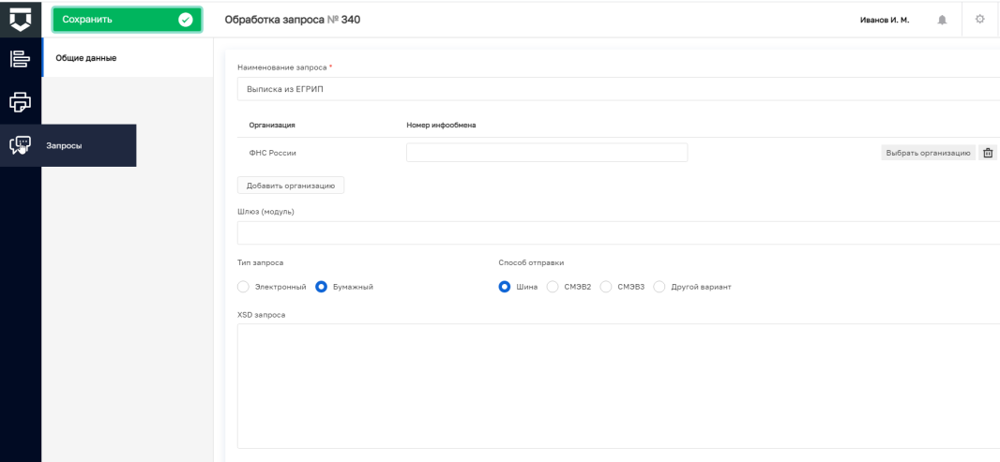 Сохранить
Обработка запроса № 340
Иванов И. М.
Общие данные
Запросы
Наименование запроса *
Выписка из ЕГРИП
Организация Номер инфообмена
ФНС России Выбрать организацию
Добавить организацию
Шлюз (модуль)
Тип запроса Способ отправки
Электронный Бумажный Шина СМЭВ2 СМЭВ3 Другой вариант
XSD запроса